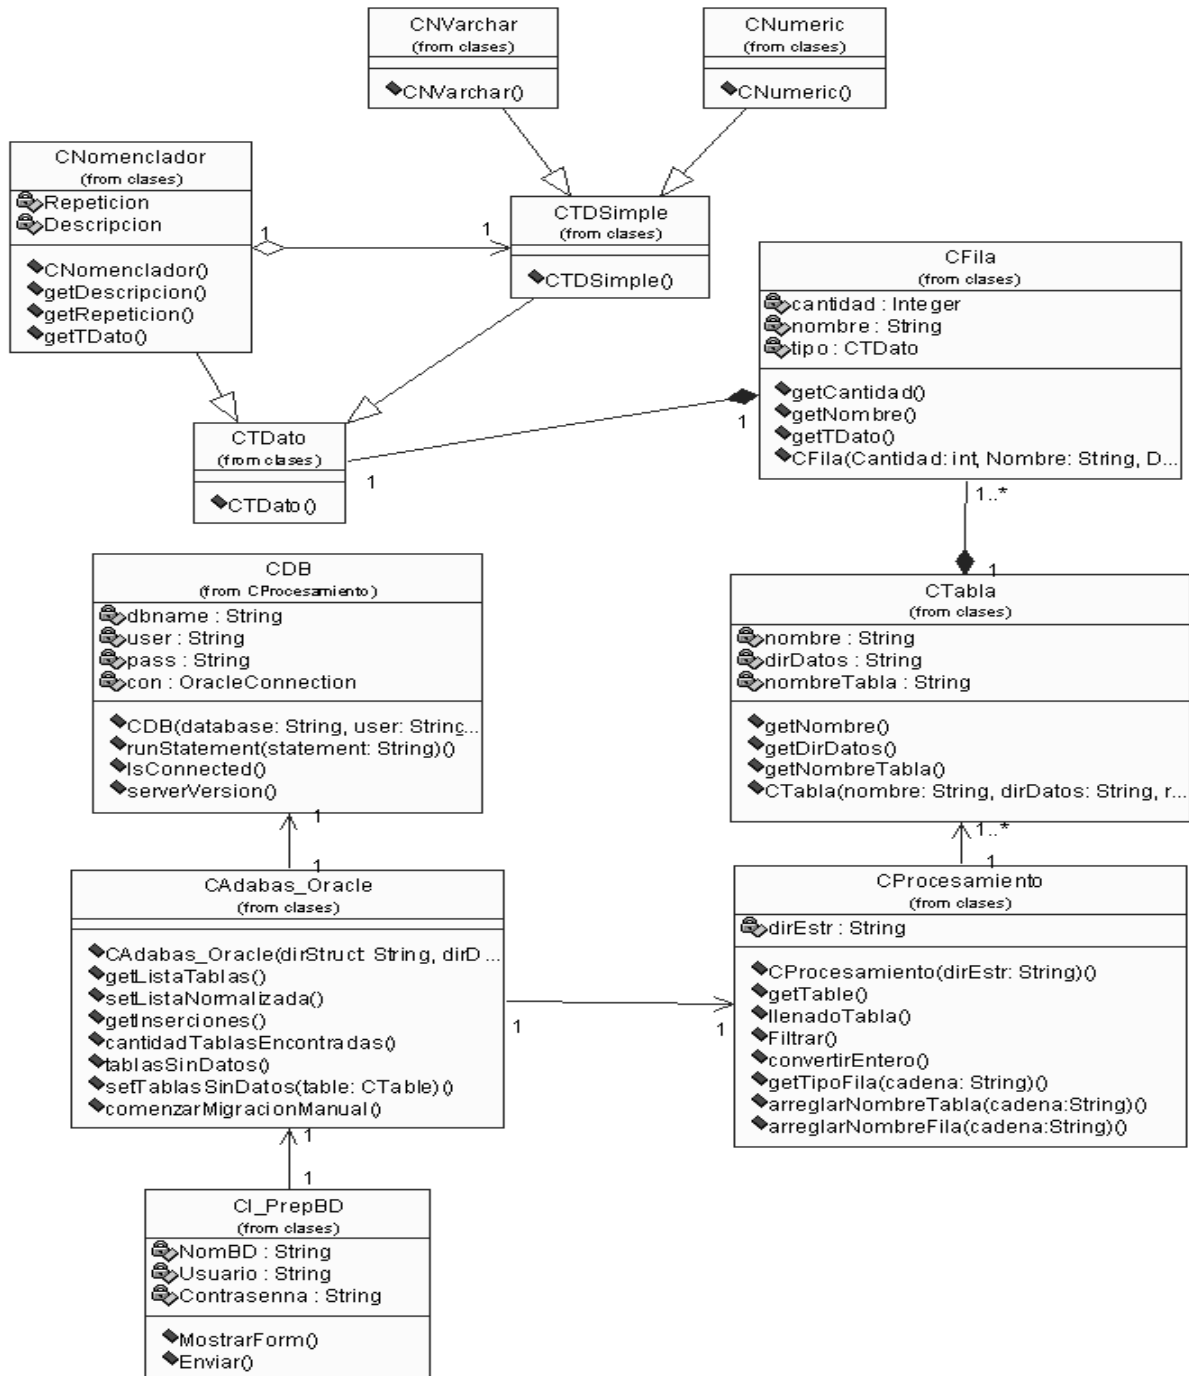 CNVarchar
(from clases)
CNVarchar()
CNumeric
(from clases)
CNumeric()
CNomenclador
(from clases)
Repeticion
Descripcion
CNomenclador()
getDescripcion()
getRepeticion()
getTDato()
1
1
CTDSimple
(from clases)
CTDSimple()
CFila
(from clases)
cantidad : Integer
nombre : String
tipo : CTDato
getCantidad()
getNombre()
getTDato()
CFila(Cantidad: int, Nombre: String, D...
CTDato
(from clases)
CTDato()
1
1
1..*
1
CDB
(from CProcesamiento)
dbname : String
user : String
pass : String
con : OracleConnection
CDB(database: String, user: String...
runStatement(statement: String)()
IsConnected()
serverVersion()
CTabla
(from clases)
nombre : String
dirDatos : String
nombreTabla : String
getNombre()
getDirDatos()
getNombreTabla()
CTabla(nombre: String, dirDatos: String, r...
1
1
1..*
1
CAdabas_Oracle
(from clases)
CAdabas_Oracle(dirStruct: String, dirD...
getListaTablas()
setListaNormalizada()
getInserciones()
cantidadTablasEncontradas()
tablasSinDatos()
setTablasSinDatos(table: CTable)()
comenzarMigracionManual()
1
1
CProcesamiento
(from clases)
dirEstr : String
CProcesamiento(dirEstr: String)()
getTable()
llenadoTabla()
Filtrar()
convertirEntero()
getTipoFila(cadena: String)()
arreglarNombreTabla(cadena:String)()
arreglarNombreFila(cadena:String)()
1
1
CI_PrepBD
(from clases)
NomBD : String
Usuario : String
Contrasenna : String
MostrarForm()
Enviar()